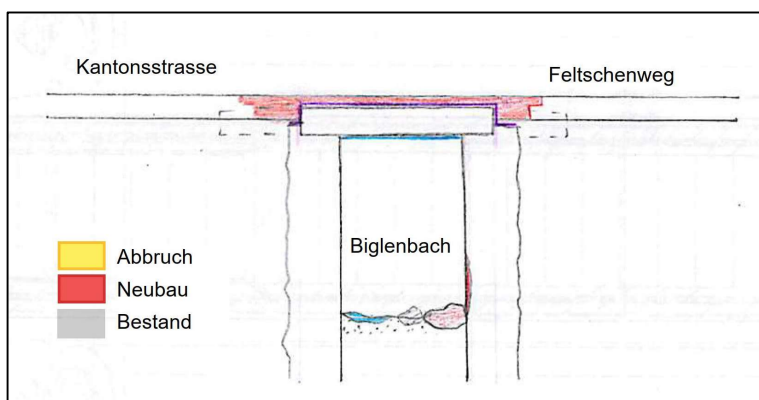 Kantonsstrasse
Feltschenweg
Biglenbach
Abbruch
Neubau
Bestand